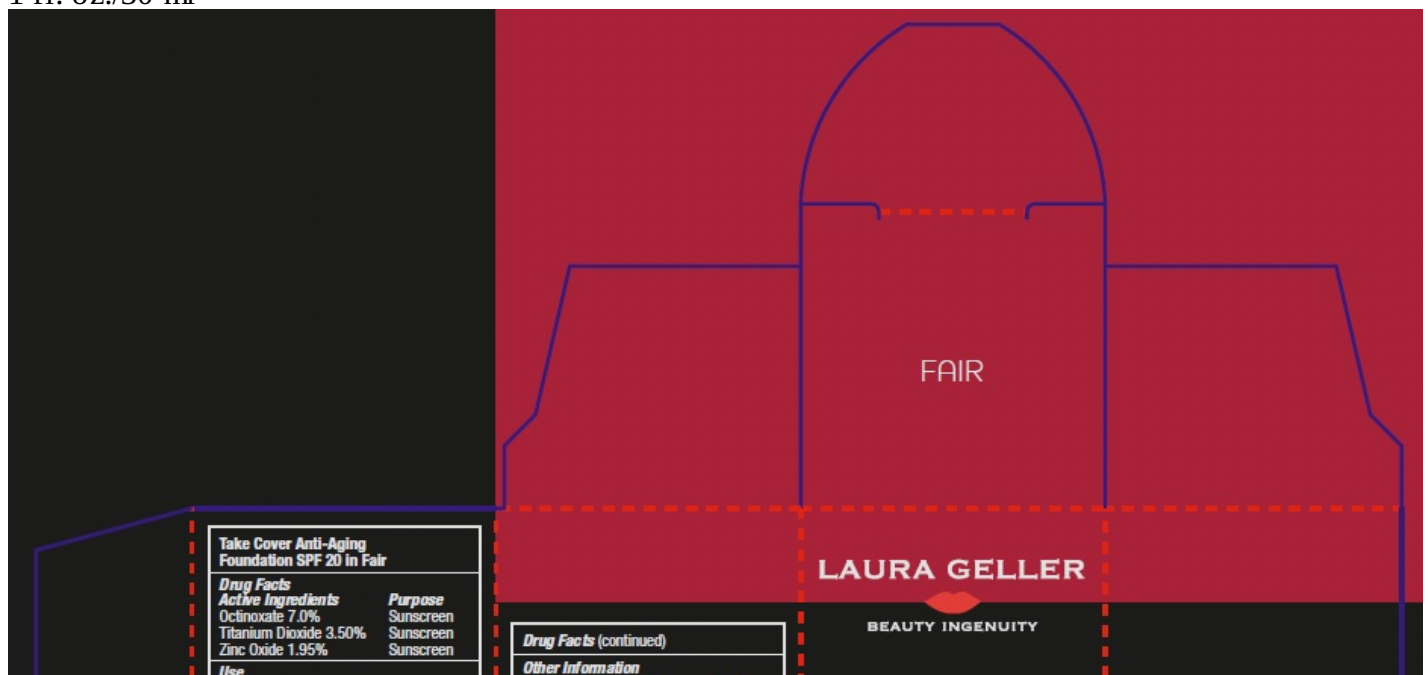 FAIR
Take Cover Anti-Aging
Foundation SPF 20 in Fair
Drug Facts
Active Ingredients Purpose
Octinoxate 7.0% Sunscreen
Titanium Dioxide 3.50% Sunscreen
Zinc Oxide 1.95% Sunscreen
Use
Drug Facts (continued)
Other Information
LAURA GELLER
BEAUTY INGENUITY